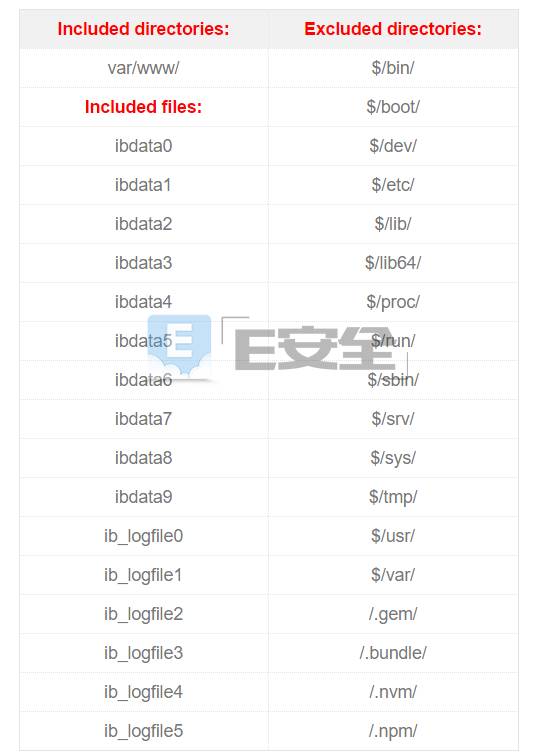 Included directories: Excluded directories:
var/www/ $/bin/
Included files: $/boot/
ibdata0 $/dev/
ibdata1 $/etc/
ibdata2 $/lib/
ibdata3 $/lib64/
ibdata4 $/proc/
ibdata5 $/run/
E「E安全」
ibdata6 $/sbin/
ibdata7 $/srv/
ibdata8 $/sys/
ibdata9 $/tmp/
ib_logfile0 $/usr/
ib_logfile1 $/var/
ib_logfile2 /.gem/
ib_logfile3 /.bundle/
ib_logfile4 /.nvm/
ib_logfile5 /.npm/